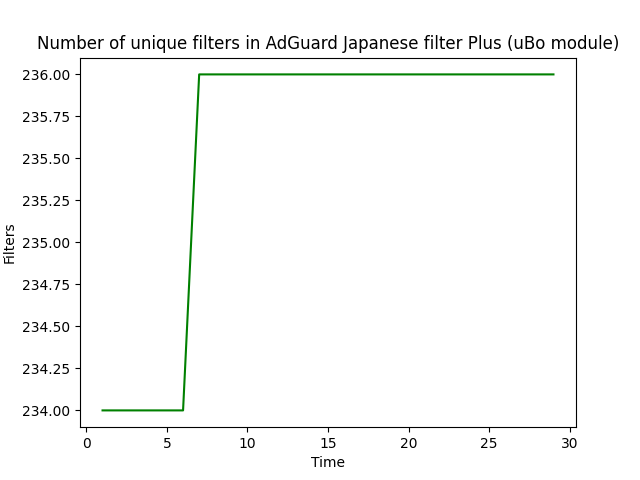 Number of unique filters in AdGuard Japanese filter Plus (uBo module)
236.00
235.75
235.50
235.25
235.00
234.75
234.50
234.25
234.00
Filters
0 5 10 15 20 25 30
Time